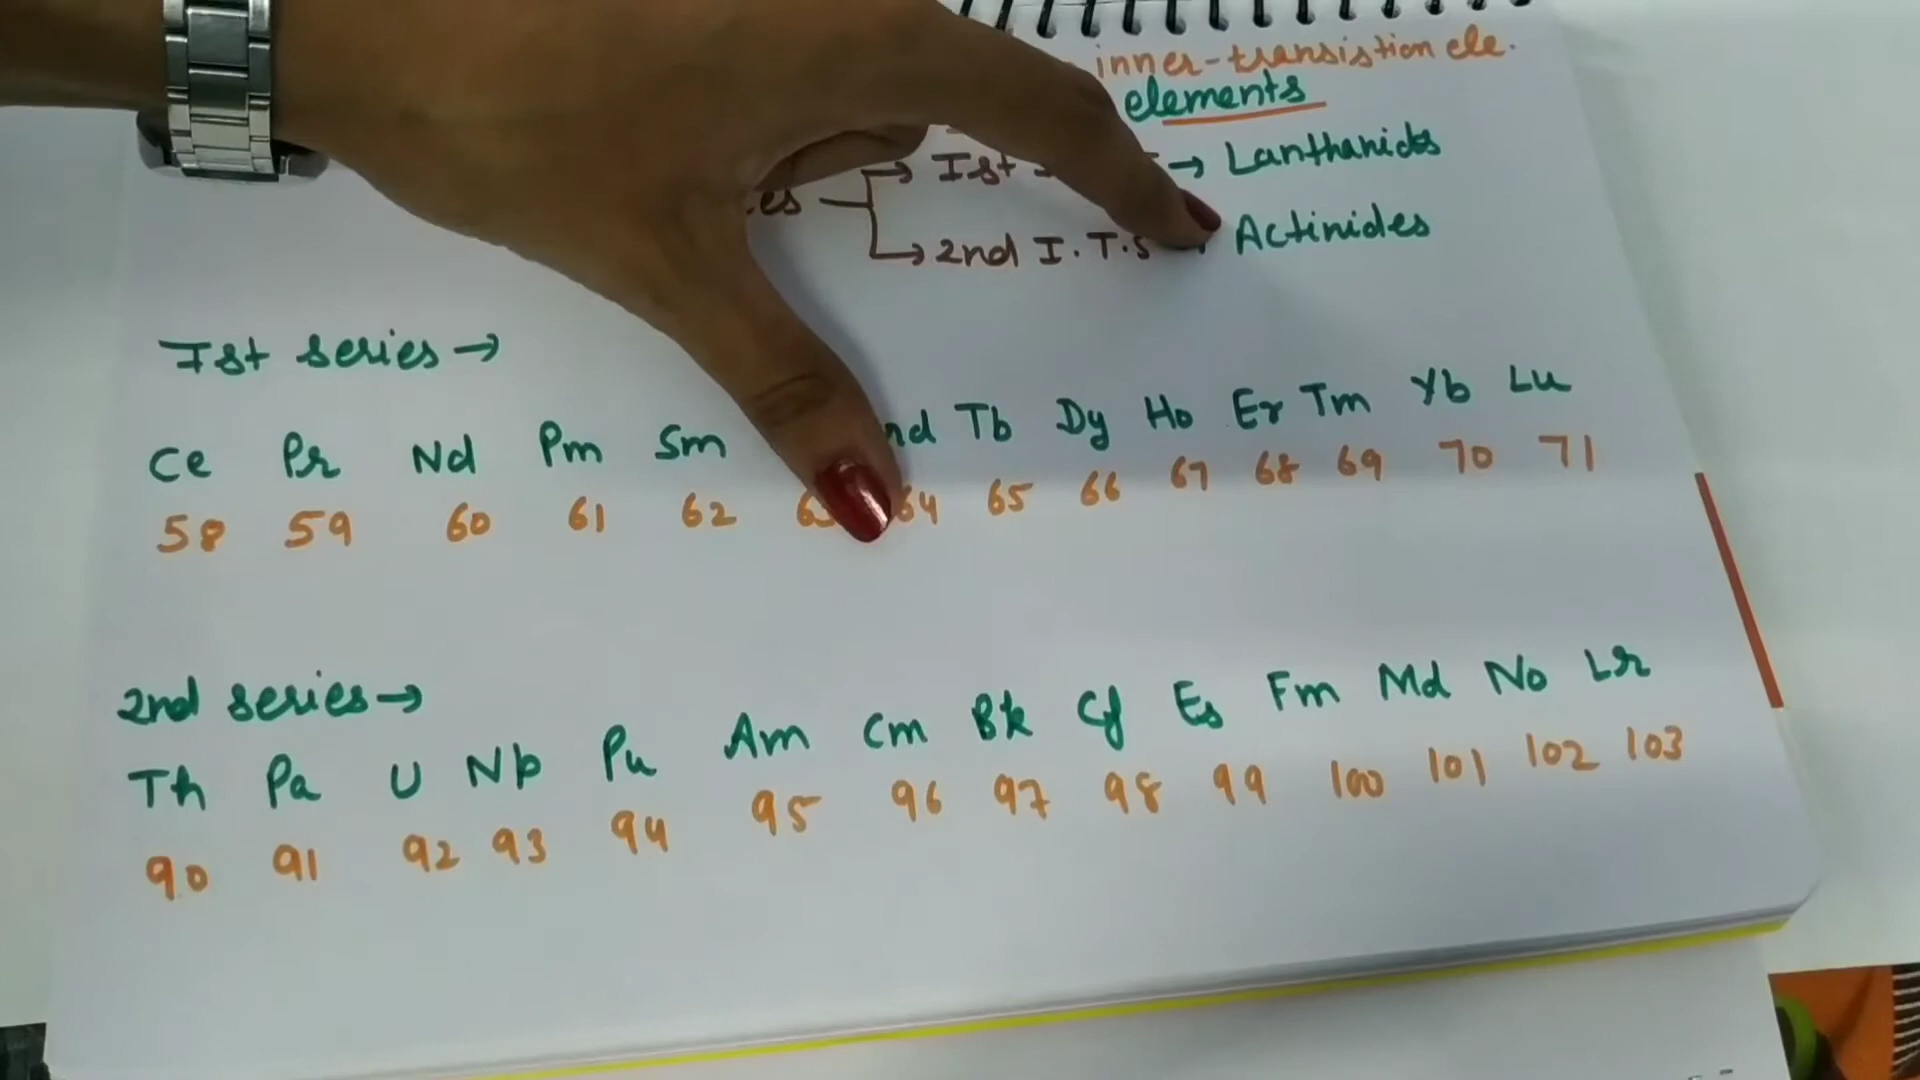 inner-transistion ele.
elements
Ist → Lanthanides
2nd I.T.S Actinides
Ist series →
Ce Pr Nd Pm Sm Tb Dy Ho Er Tm Yb Lu
58 59 60 61 62 63 64 65 66 67 68 69 70 71
2nd series →
Th Pa U Np Pu Am Cm Bk Cf Es Fm Md No Lr
90 91 92 93 94 95 96 97 98 99 100 101 102 103